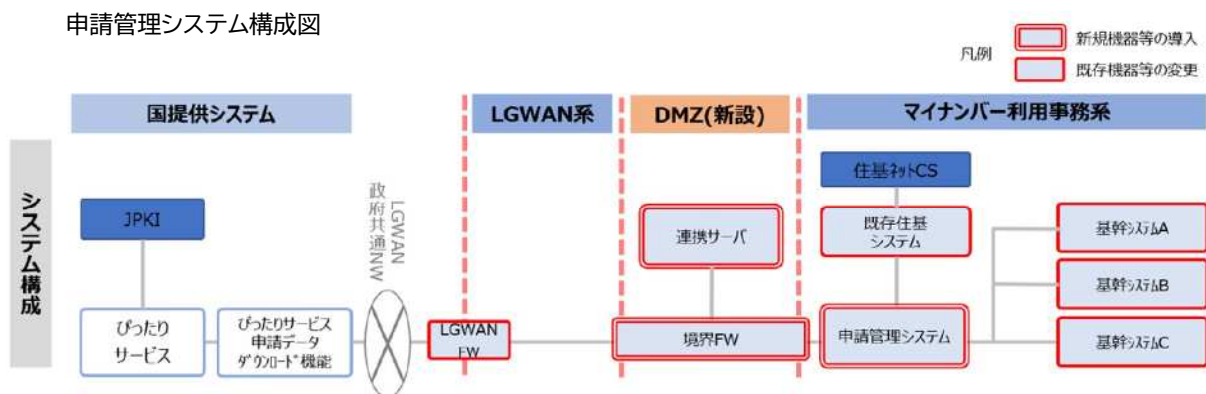 申請管理システム構成図
凡例
新規機器等の導入
既存機器等の変更
国提供システム
LGWAN系
DMZ(新設)
マイナンバー利用事務系
システム構成
JPKI
ぴったり
サービス
ぴったりサービス
申請データ
ダウンロード機能
LGWAN
政府共通NW
LGWAN
FW
連携サーバ
境界FW
住基ネットCS
既存住基
システム
申請管理システム
基幹システムA
基幹システムB
基幹システムC